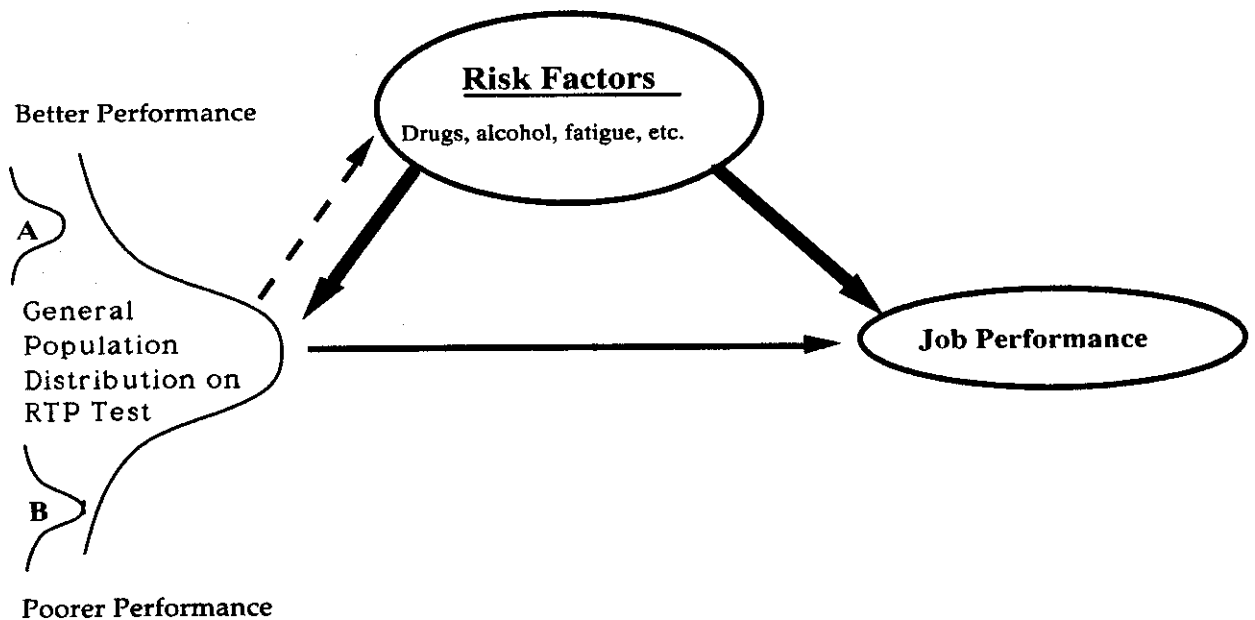 Risk Factors
Drugs, alcohol, fatigue, etc.
Better Performance
A
General
Population
Distribution on
RTP Test
Job Performance
B
Poorer Performance